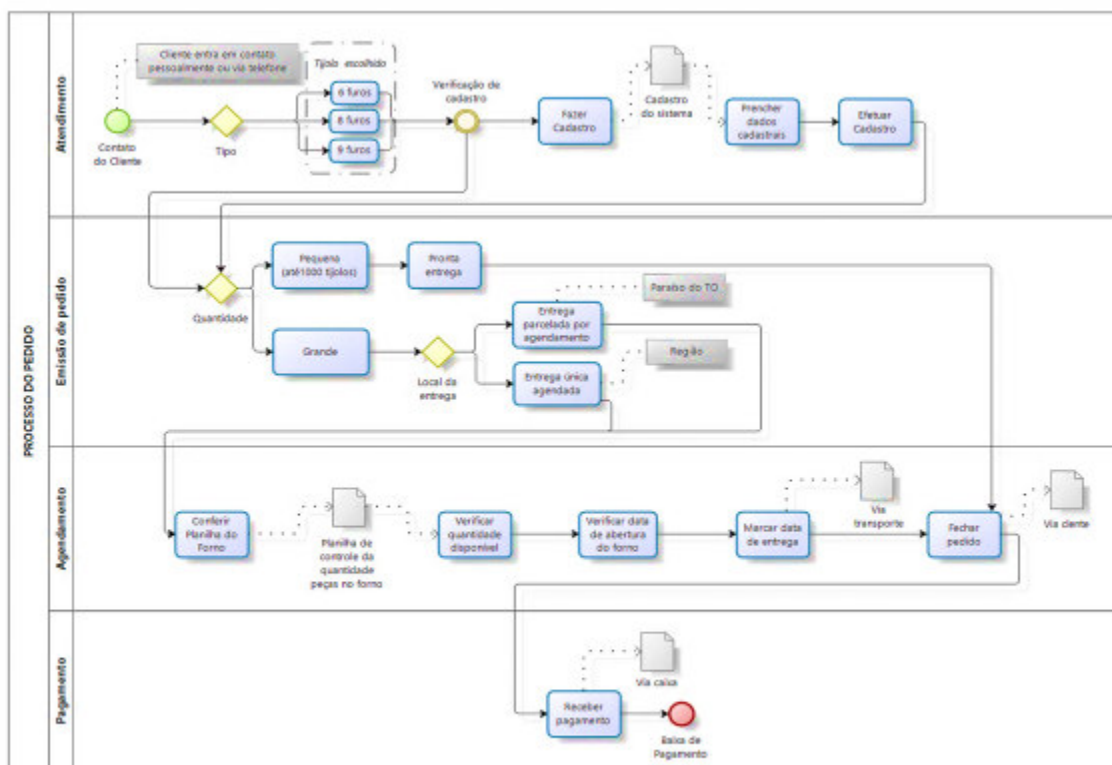 PROCESSO DO PEDIDO
Atendimento
Cliente entra em contato
pessoalmente ou via telefone
Contato
do Cliente
Tipo
Tijolo escolhido
6 furos
8 furos
9 furos
Verificação de
cadastro
Fazer
Cadastro
Cadastro
do sistema
Prencher
dados
cadastrais
Efetuar
Cadastro
Emissão de pedido
Quantidade
Pequena
(até1000 tijolos)
Pronta
entrega
Grande
Local da
entrega
Entrega
parcelada por
agendamento
Paraíso do TO
Entrega única
agendada
Região
Agendamento
Conferir
Planilha do
Forno
Planilha de
controle da
quantidade
peças no forno
Verificar
quantidade
disponível
Verificar data
de abertura
do forno
Marcar data
de entrega
Via
transporte
Fechar
pedido
Via cliente
Pagamento
Receber
pagamento
Via caixa
Baixa de
Pagamento